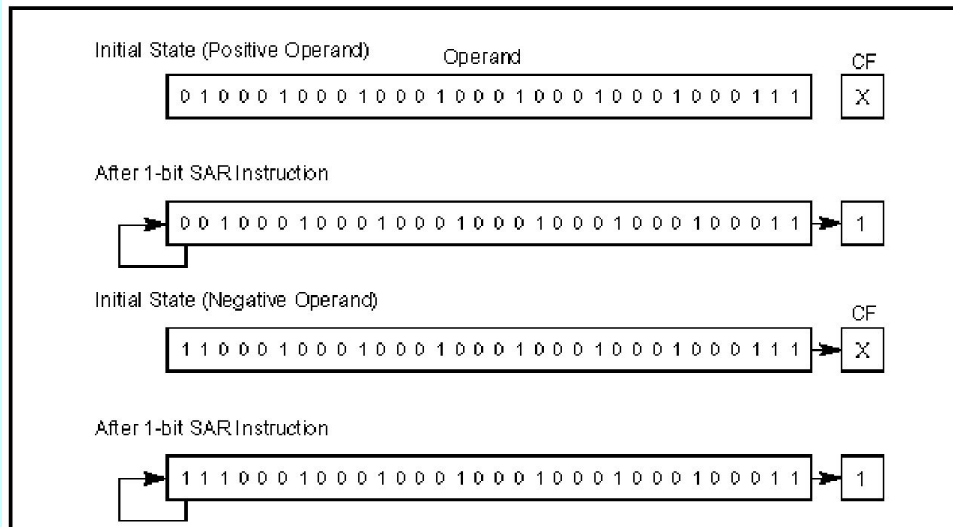 Initial State (Positive Operand) Operand CF
0 1 0 0 0 1 0 0 0 1 0 0 0 1 0 0 0 1 0 0 0 1 0 0 0 1 0 0 0 1 1 1 X
After 1-bit SAR Instruction
0 0 1 0 0 0 1 0 0 0 1 0 0 0 1 0 0 0 1 0 0 0 1 0 0 0 1 0 0 0 1 1 1
Initial State (Negative Operand) CF
1 1 0 0 0 1 0 0 0 1 0 0 0 1 0 0 0 1 0 0 0 1 0 0 0 1 0 0 0 1 1 1 X
After 1-bit SAR Instruction
1 1 1 0 0 0 1 0 0 0 1 0 0 0 1 0 0 0 1 0 0 0 1 0 0 0 1 0 0 0 1 1 1